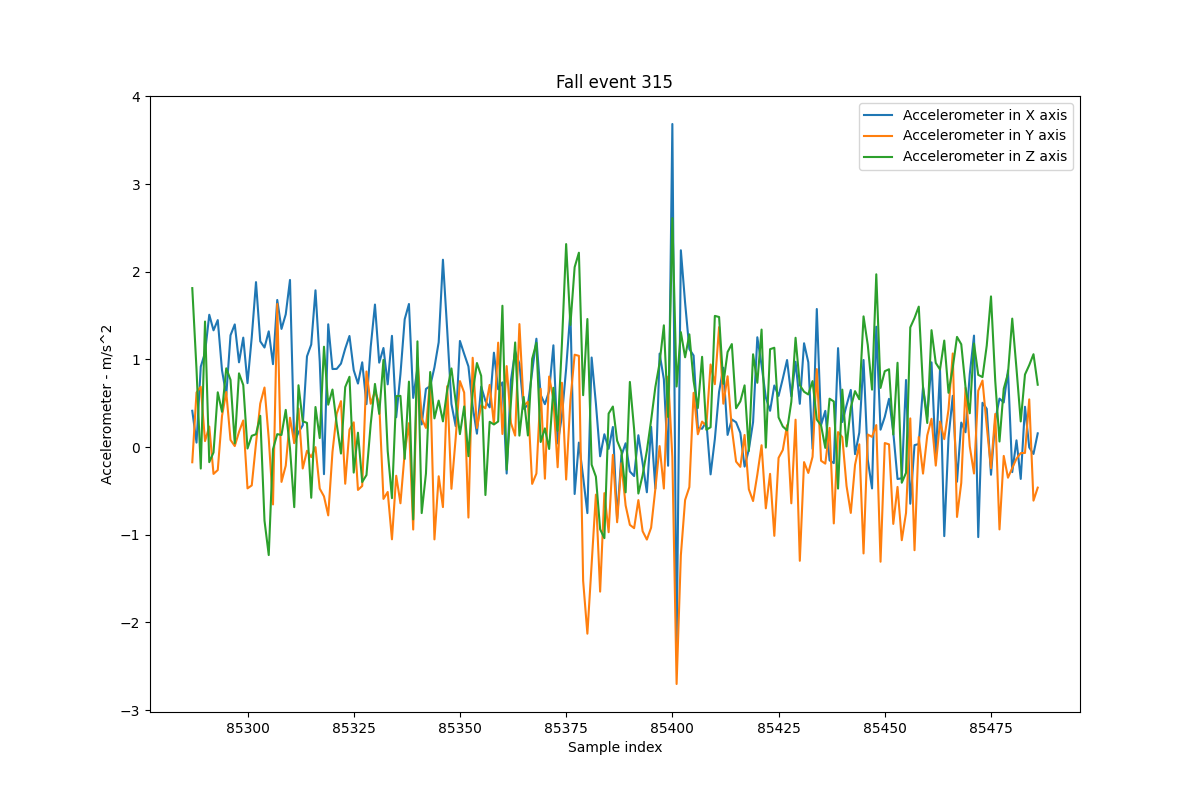 Fall event 315
Accelerometer in X axis
Accelerometer in Y axis
Accelerometer in Z axis
4
3
2
1
0
−1
−2
−3
Accelerometer - m/s^2
85300 85325 85350 85375 85400 85425 85450 85475
Sample index